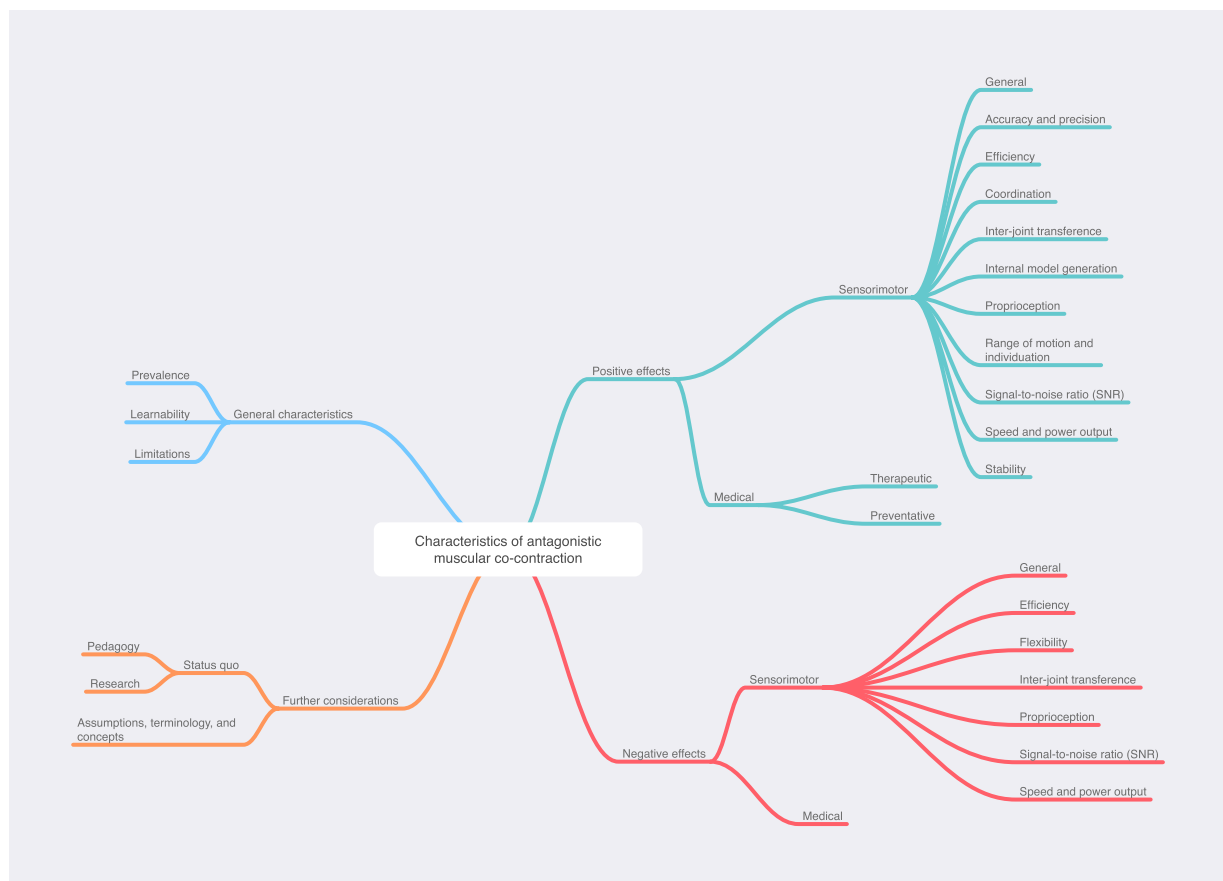 Characteristics of antagonistic
muscular co-contraction
General characteristics
Prevalence
Learnability
Limitations
Further considerations
Status quo
Pedagogy
Research
Assumptions, terminology, and
concepts
Positive effects
Sensorimotor
General
Accuracy and precision
Efficiency
Coordination
Inter-joint transference
Internal model generation
Proprioception
Range of motion and
individuation
Signal-to-noise ratio (SNR)
Speed and power output
Stability
Medical
Therapeutic
Preventative
Negative effects
Sensorimotor
General
Efficiency
Flexibility
Inter-joint transference
Proprioception
Signal-to-noise ratio (SNR)
Speed and power output
Medical